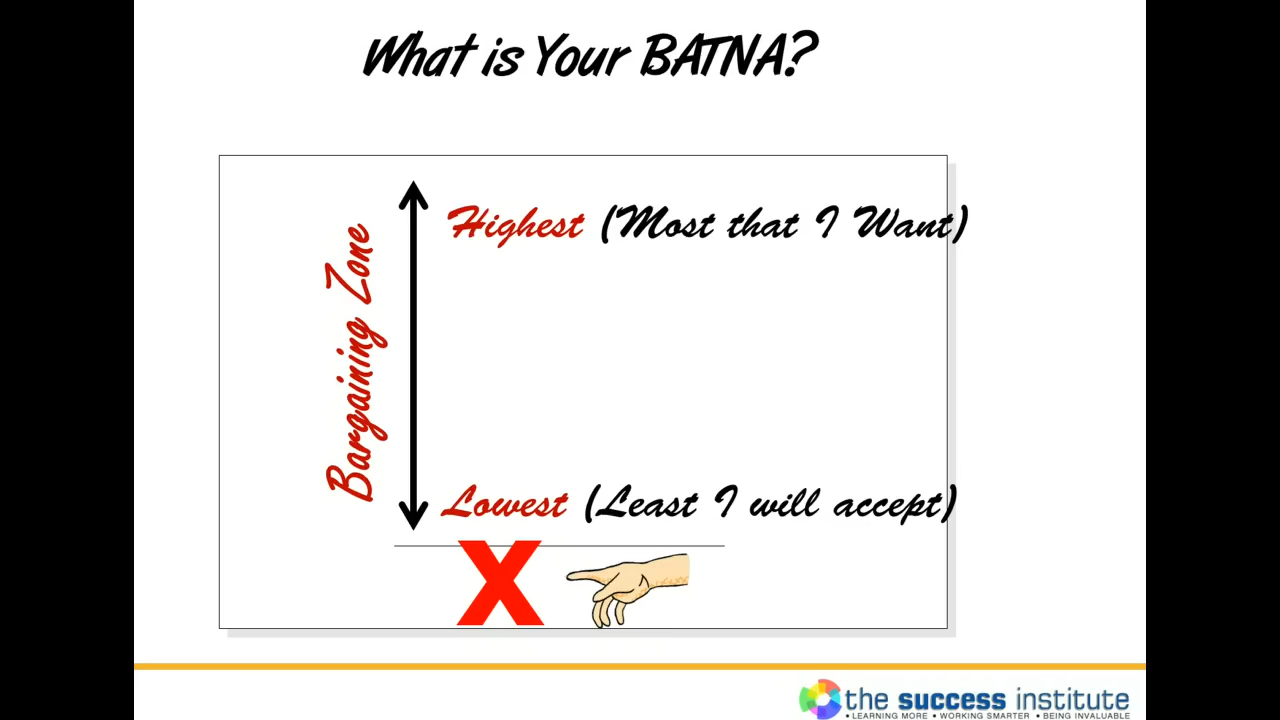 What is Your BATNA?
Bargaining Zone
Highest (Most that I Want)
Lowest (Least I will accept)
X
the success institute
• LEARNING MORE • WORKING SMARTER • BEING INVALUABLE